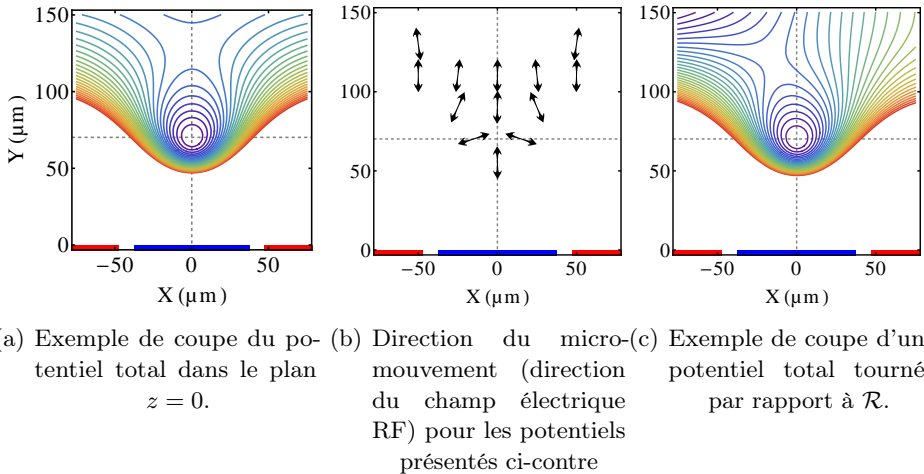 150
100
50
0
Y (µm)
−50
0
50
X (µm)
150
100
50
0
−50
0
50
X (µm)
150
100
50
0
−50
0
50
X (µm)
a) Exemple de coupe du po-
tentiel total dans le plan
z = 0.
(b) Direction du micro-
mouvement (direction
du champ électrique
RF) pour les potentiels
présentés ci-contre
(c) Exemple de coupe d'un
potentiel total tourné
par rapport à ℛ.